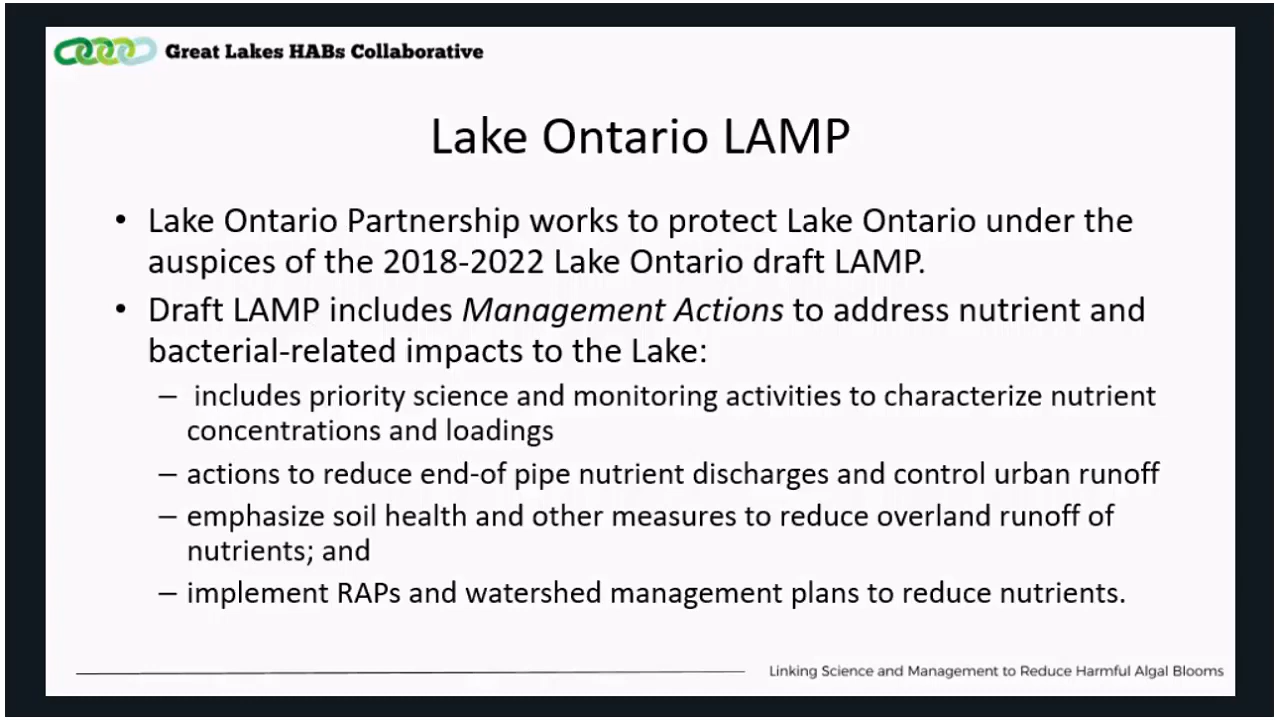 Great Lakes HABs Collaborative
Lake Ontario LAMP
• Lake Ontario Partnership works to protect Lake Ontario under the
auspices of the 2018-2022 Lake Ontario draft LAMP.
• Draft LAMP includes Management Actions to address nutrient and
bacterial-related impacts to the Lake:
– includes priority science and monitoring activities to characterize nutrient
concentrations and loadings
– actions to reduce end-of pipe nutrient discharges and control urban runoff
– emphasize soil health and other measures to reduce overland runoff of
nutrients; and
– implement RAPs and watershed management plans to reduce nutrients.
Linking Science and Management to Reduce Harmful Algal Blooms